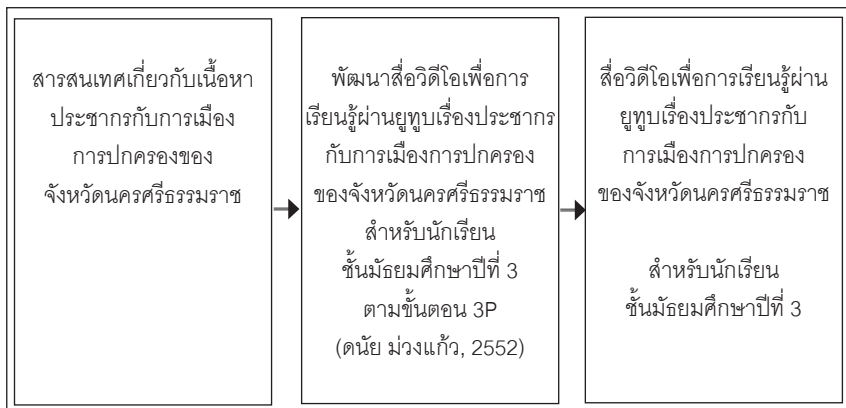 สารสนเทศเกี่ยวกับเนื้อหา
ประชากรกับการเมือง
การปกครองของ
จังหวัดนครศรีธรรมราช
พัฒนาสื่อวิดีโอเพื่อการ
เรียนรู้ผ่านยูทูบเรื่องประชากร
กับการเมืองการปกครอง
ของจังหวัดนครศรีธรรมราช
สำหรับนักเรียน
ชั้นมัธยมศึกษาปีที่ 3
ตามขั้นตอน 3P
(ดนัย ม่วงแก้ว, 2552)
สื่อวิดีโอเพื่อการเรียนรู้ผ่าน
ยูทูบเรื่องประชากรกับ
การเมืองการปกครอง
ของจังหวัดนครศรีธรรมราช
สำหรับนักเรียน
ชั้นมัธยมศึกษาปีที่ 3